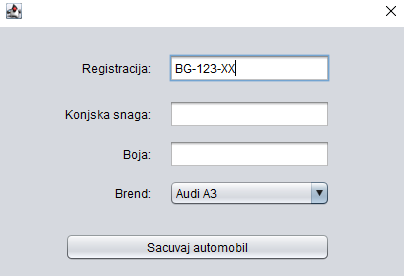 Registracija: BG-123-XX
Konjska snaga:
Boja:
Brend: Audi A3
Sacuvaj automobil